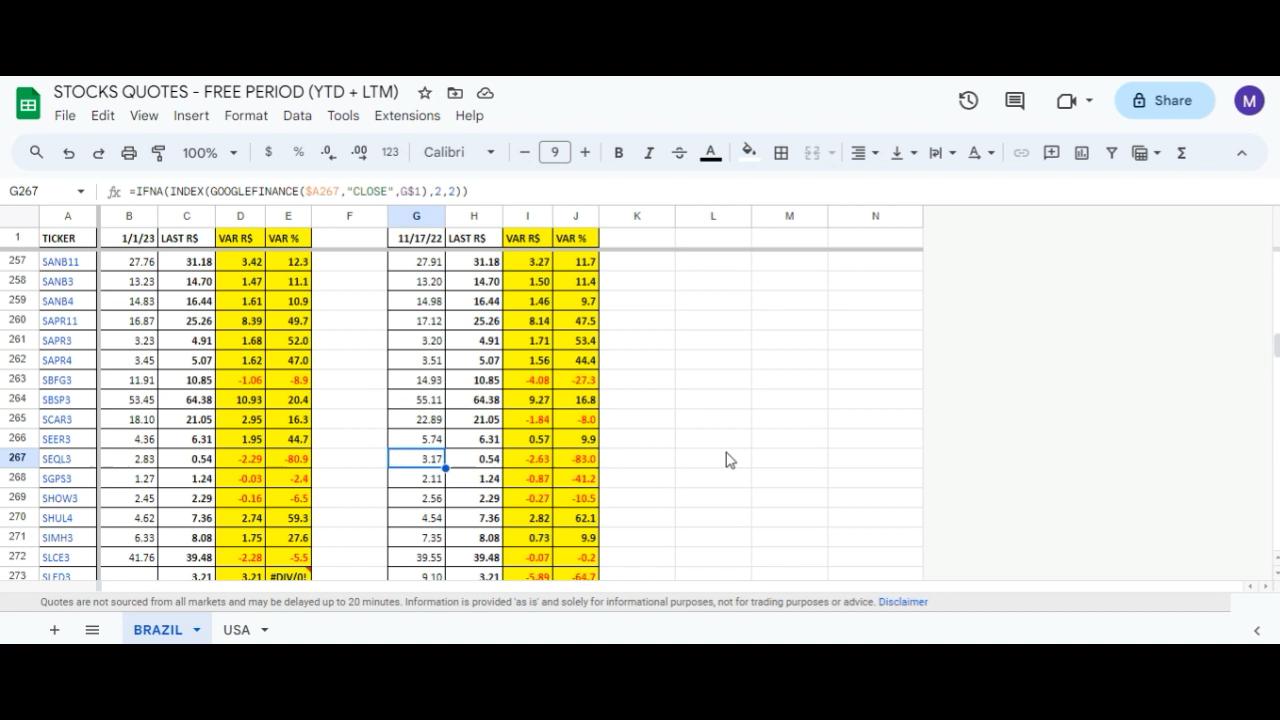 STOCKS QUOTES - FREE PERIOD (YTD + LTM)
File Edit View Insert Format Data Tools Extensions Help
Share M
100% $ % .0 .00 123 Calibri − 9 + B I A Σ
G267 fx =IFNA(INDEX(GOOGLEFINANCE($A267,"CLOSE",G$1),2,2))
A B C D E F G H I J K L M N
1 TICKER 1/1/23 LAST R$ VAR R$ VAR % 11/17/22 LAST R$ VAR R$ VAR %
257 SANB11 27.76 31.18 3.42 12.3 27.91 31.18 3.27 11.7
258 SANB3 13.23 14.70 1.47 11.1 13.20 14.70 1.50 11.4
259 SANB4 14.83 16.44 1.61 10.9 14.98 16.44 1.46 9.7
260 SAPR11 16.87 25.26 8.39 49.7 17.12 25.26 8.14 47.5
261 SAPR3 3.23 4.91 1.68 52.0 3.20 4.91 1.71 53.4
262 SAPR4 3.45 5.07 1.62 47.0 3.51 5.07 1.56 44.4
263 SBFG3 11.91 10.85 -1.06 -8.9 14.93 10.85 -4.08 -27.3
264 SBSP3 53.45 64.38 10.93 20.4 55.11 64.38 9.27 16.8
265 SCAR3 18.10 21.05 2.95 16.3 22.89 21.05 -1.84 -8.0
266 SEER3 4.36 6.31 1.95 44.7 5.74 6.31 0.57 9.9
267 SEQL3 2.83 0.54 -2.29 -80.9 3.17 0.54 -2.63 -83.0
268 SGPS3 1.27 1.24 -0.03 -2.4 2.11 1.24 -0.87 -41.2
269 SHOW3 2.45 2.29 -0.16 -6.5 2.56 2.29 -0.27 -10.5
270 SHUL4 4.62 7.36 2.74 59.3 4.54 7.36 2.82 62.1
271 SIMH3 6.33 8.08 1.75 27.6 7.35 8.08 0.73 9.9
272 SLCE3 41.76 39.48 -2.28 -5.5 39.55 39.48 -0.07 -0.2
273 SLED3 3.21 3.21 #DIV/0! 9.10 3.21 -5.89 -64.7
Quotes are not sourced from all markets and may be delayed up to 20 minutes. Information is provided 'as is' and solely for informational purposes, not for trading purposes or advice. Disclaimer
BRAZIL USA